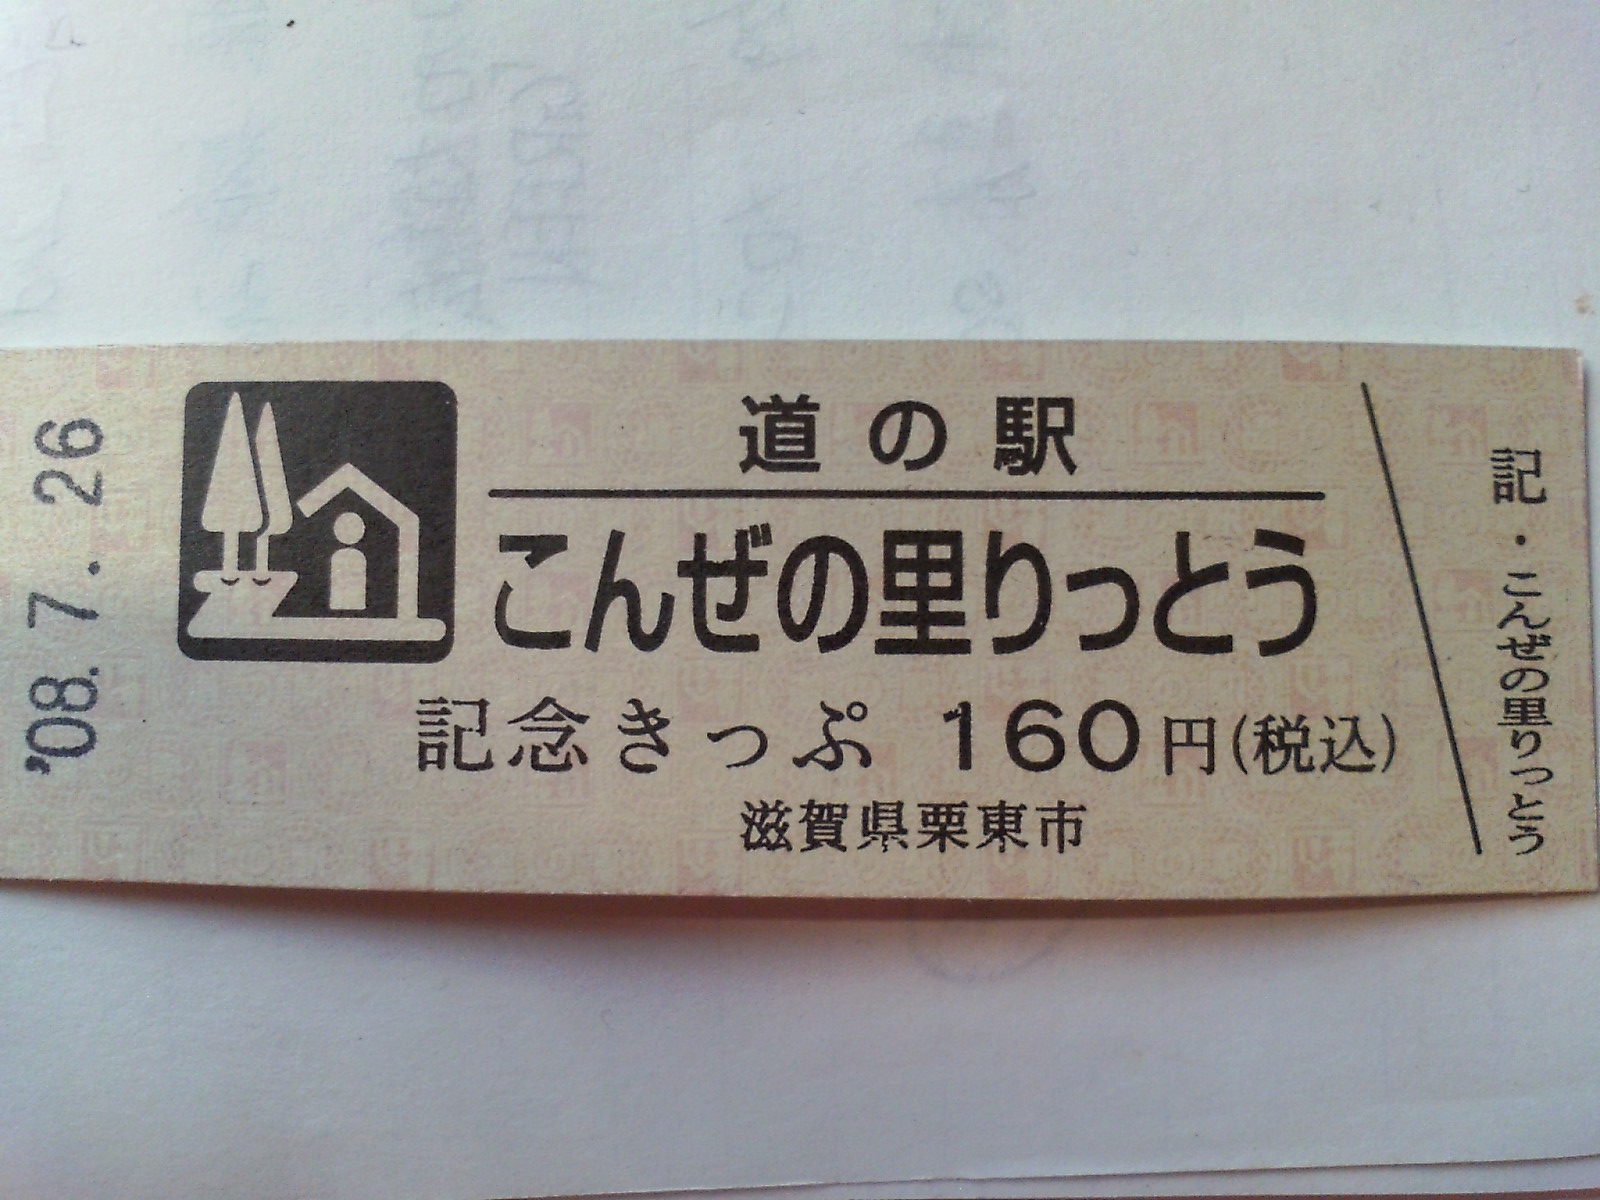 '08.7.26
道の駅
こんぜの里りっとう
記念きっぷ 160円(税込)
滋賀県栗東市
記・こんぜの里りっとう